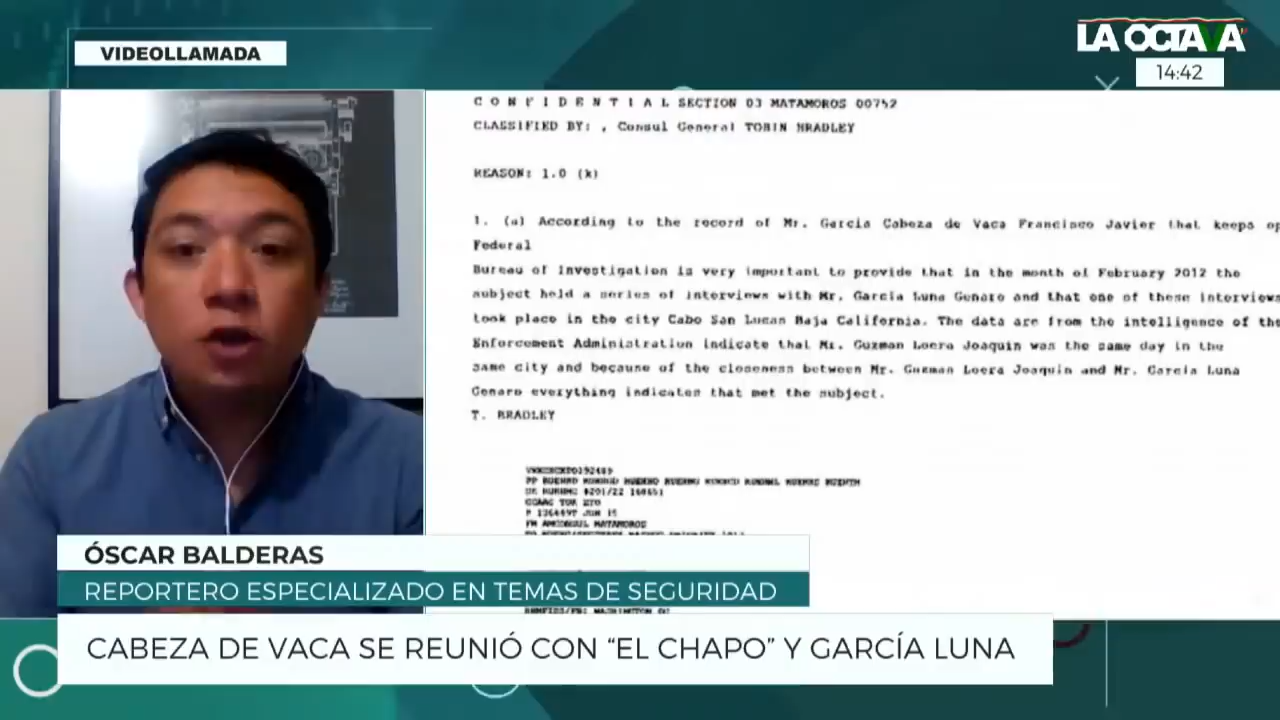 VIDEOLLAMADA
LA OCTAVA
14:42
C O N F I D E N T I A L SECTION 03 MATAMOROS 00752
CLASSIFIED BY: , Consul General TOBIN BRADLEY
REASON: 1.0 (k)
1. (a) According to the record of Mr. Garcia Cabeza de Vaca Francisco Javier that keeps op
Federal
Bureau of Investigation is very important to provide that in the month of February 2012 the
subject held a series of interviews with Mr. Garcia Luna Genaro and that one of these interviews
took place in the city Cabo San Lucas Baja California. The data are from the intelligence of the
Enforcement Administration indicate that Mr. Guzman Loera Joaquin was the same day in the
same city and because of the closeness between Mr. Guzman Loera Joaquin and Mr. Garcia Luna
Genaro everything indicates that met the subject.
T. BRADLEY
FM AMCONSUL MATAMOROS
ÓSCAR BALDERAS
REPORTERO ESPECIALIZADO EN TEMAS DE SEGURIDAD
CABEZA DE VACA SE REUNIÓ CON “EL CHAPO” Y GARCÍA LUNA